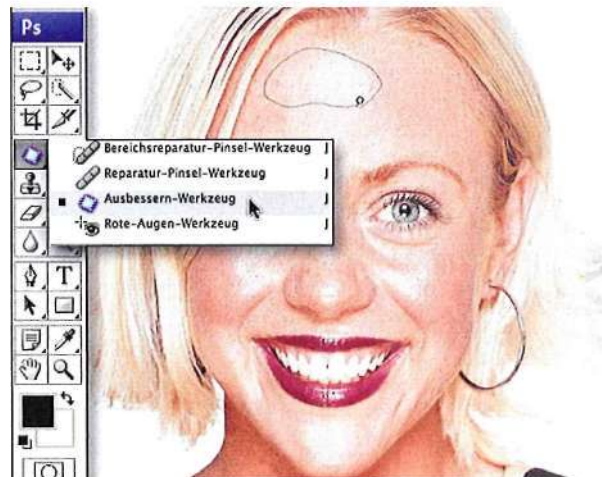 Ps
Bereichsreparatur-Pinsel-Werkzeug J
Reparatur-Pinsel-Werkzeug J
Ausbessern-Werkzeug J
Rote-Augen-Werkzeug J
T